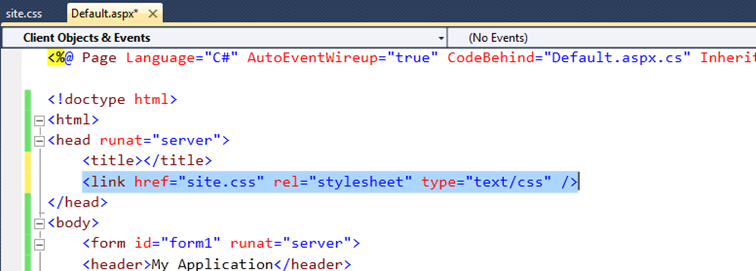 site.css Default.aspx*
Client Objects & Events (No Events)
<%@ Page Language="C#" AutoEventWireup="true" CodeBehind="Default.aspx.cs" Inherit
<!doctype html>
<html>
<head runat="server">
<title></title>
<link href="site.css" rel="stylesheet" type="text/css" />
</head>
<body>
<form id="form1" runat="server">
<header>My Application</header>